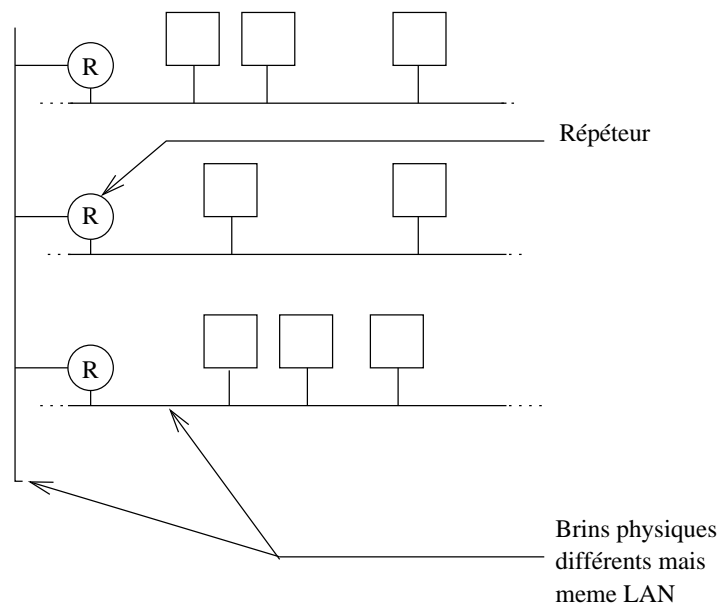 R
Répéteur
R
R
Brins physiques
différents mais
meme LAN